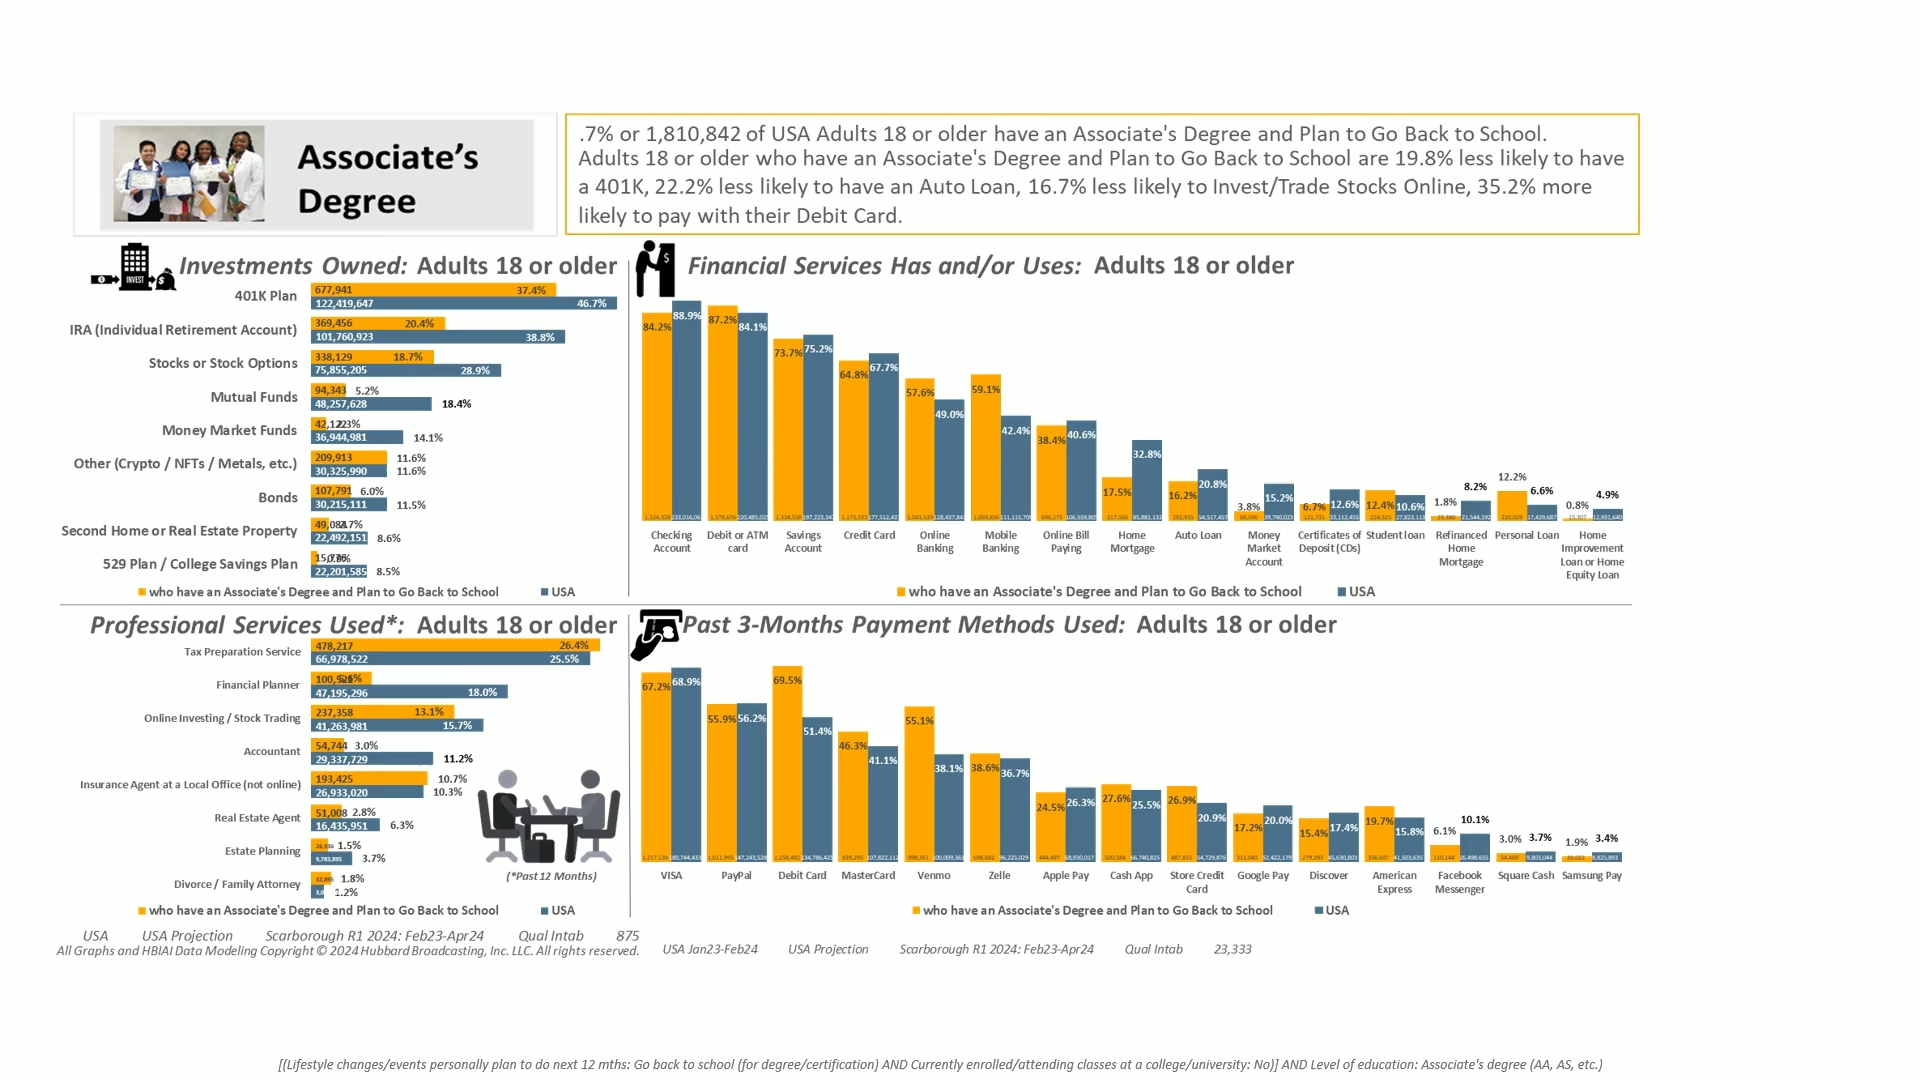 Associate's
Degree
.7% or 1,810,842 of USA Adults 18 or older have an Associate's Degree and Plan to Go Back to School.
Adults 18 or older who have an Associate's Degree and Plan to Go Back to School are 19.8% less likely to have
a 401K, 22.2% less likely to have an Auto Loan, 16.7% less likely to Invest/Trade Stocks Online, 35.2% more
likely to pay with their Debit Card.
INVEST
Investments Owned: Adults 18 or older
401K Plan
677,941 37.4%
122,419,647 46.7%
IRA (Individual Retirement Account)
369,456 20.4%
101,760,923 38.8%
Stocks or Stock Options
338,129 18.7%
75,855,205 28.9%
Mutual Funds
94,343 5.2%
48,257,628 18.4%
Money Market Funds
36,944,981 14.1%
Other (Crypto / NFTs / Metals, etc.)
209,913 11.6%
30,325,990 11.6%
Bonds
107,791 6.0%
30,215,111 11.5%
Second Home or Real Estate Property
22,492,151 8.6%
529 Plan / College Savings Plan
22,201,585 8.5%
who have an Associate's Degree and Plan to Go Back to School USA
Financial Services Has and/or Uses: Adults 18 or older
84.2% 88.9% 87.2% 84.1% 73.7% 75.2% 64.8% 67.7% 57.6% 49.0% 59.1% 42.4% 38.4% 40.6% 17.5% 32.8% 16.2% 20.8% 3.8% 15.2% 6.7% 12.6% 12.4% 10.6% 1.8% 8.2% 12.2% 6.6% 0.8% 4.9%
Checking Account
Debit or ATM card
Savings Account
Credit Card
Online Banking
Mobile Banking
Online Bill Paying
Home Mortgage
Auto Loan
Money Market Account
Certificates of Deposit (CDs)
Student loan
Refinanced Home Mortgage
Personal Loan
Home Improvement Loan or Home Equity Loan
who have an Associate's Degree and Plan to Go Back to School USA
Professional Services Used*: Adults 18 or older
Tax Preparation Service
478,217 26.4%
66,978,522 25.5%
Financial Planner
47,195,296 18.0%
Online Investing / Stock Trading
237,358 13.1%
41,263,981 15.7%
Accountant
54,744 3.0%
29,337,729 11.2%
Insurance Agent at a Local Office (not online)
193,425 10.7%
26,933,020 10.3%
Real Estate Agent
51,008 2.8%
16,435,951 6.3%
Estate Planning
1.5%
9,783,895 3.7%
Divorce / Family Attorney
1.8%
1.2%
(*Past 12 Months)
who have an Associate's Degree and Plan to Go Back to School USA
Past 3-Months Payment Methods Used: Adults 18 or older
67.2% 68.9% 55.9% 56.2% 69.5% 51.4% 46.3% 41.1% 55.1% 38.1% 38.6% 36.7% 24.5% 26.3% 27.6% 25.5% 26.9% 20.9% 17.2% 20.0% 15.4% 17.4% 19.7% 15.8% 6.1% 10.1% 3.0% 3.7% 1.9% 3.4%
VISA
PayPal
Debit Card
MasterCard
Venmo
Zelle
Apple Pay
Cash App
Store Credit Card
Google Pay
Discover
American Express
Facebook Messenger
Square Cash
Samsung Pay
who have an Associate's Degree and Plan to Go Back to School USA
USA USA Projection Scarborough R1 2024: Feb23-Apr24 Qual Intab 875
All Graphs and HBIAI Data Modeling Copyright © 2024 Hubbard Broadcasting, Inc. LLC. All rights reserved.
USA Jan23-Feb24 USA Projection Scarborough R1 2024: Feb23-Apr24 Qual Intab 23,333
[(Lifestyle changes/events personally plan to do next 12 mths: Go back to school (for degree/certification) AND Currently enrolled/attending classes at a college/university: No)] AND Level of education: Associate's degree (AA, AS, etc.)